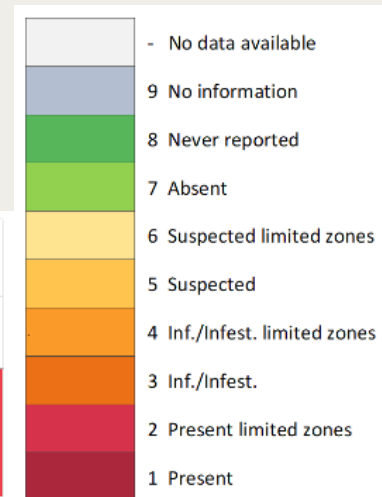 - No data available
9 No information
8 Never reported
7 Absent
6 Suspected limited zones
5 Suspected
4 Inf./Infest. limited zones
3 Inf./Infest.
2 Present limited zones
1 Present